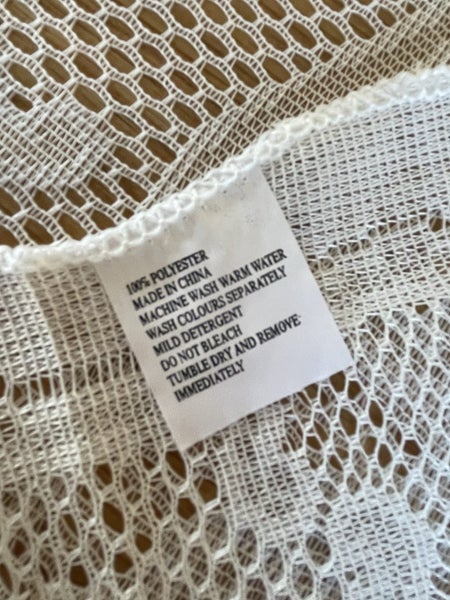 100% POLYESTER
MADE IN CHINA
MACHINE WASH WARM WATER
WASH COLOURS SEPARATELY
MILD DETERGENT
DO NOT BLEACH
TUMBLE DRY AND REMOVE
IMMEDIATELY